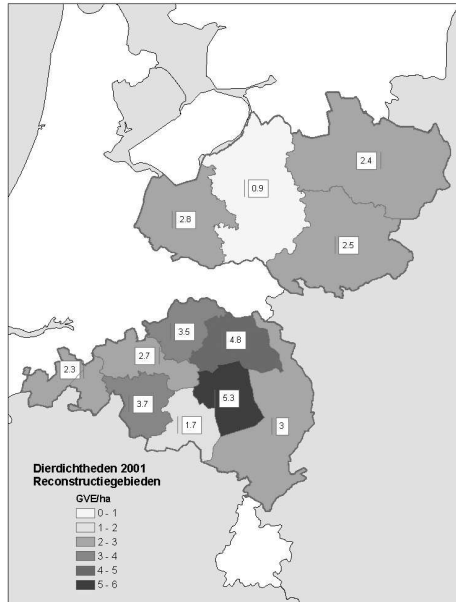 2.4
0.9
2.8
2.5
3.5
4.8
2.7
2.3
3.7
5.3
1.7
3
Dierdichtheden 2001
Reconstructiegebieden
GVE/ha
0 - 1
1 - 2
2 - 3
3 - 4
4 - 5
5 - 6